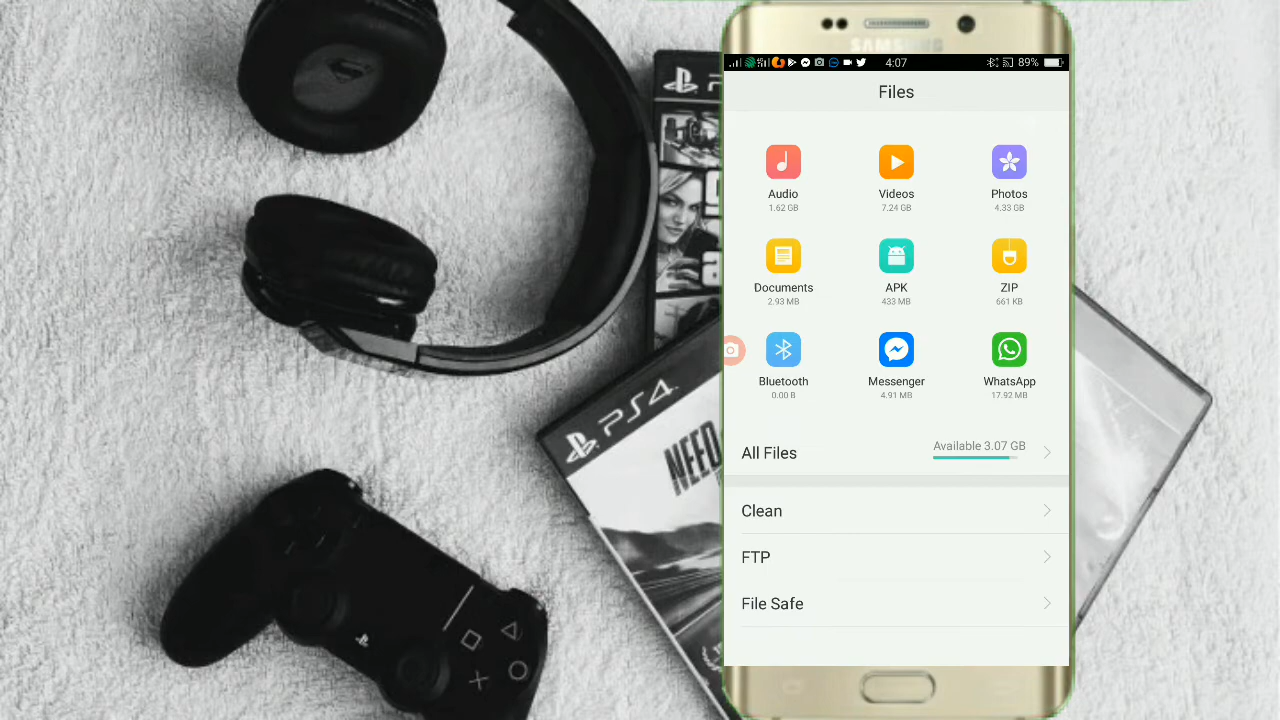 SAMSUNG
4:07
89%
Files
Audio
Videos
Photos
1.62 GB
7.24 GB
4.33 GB
Documents
APK
ZIP
2.93 MB
433 MB
661 KB
Bluetooth
Messenger
WhatsApp
0.00 B
4.91 MB
17.92 MB
All Files
Available 3.07 GB
Clean
FTP
File Safe
PS4
NEED